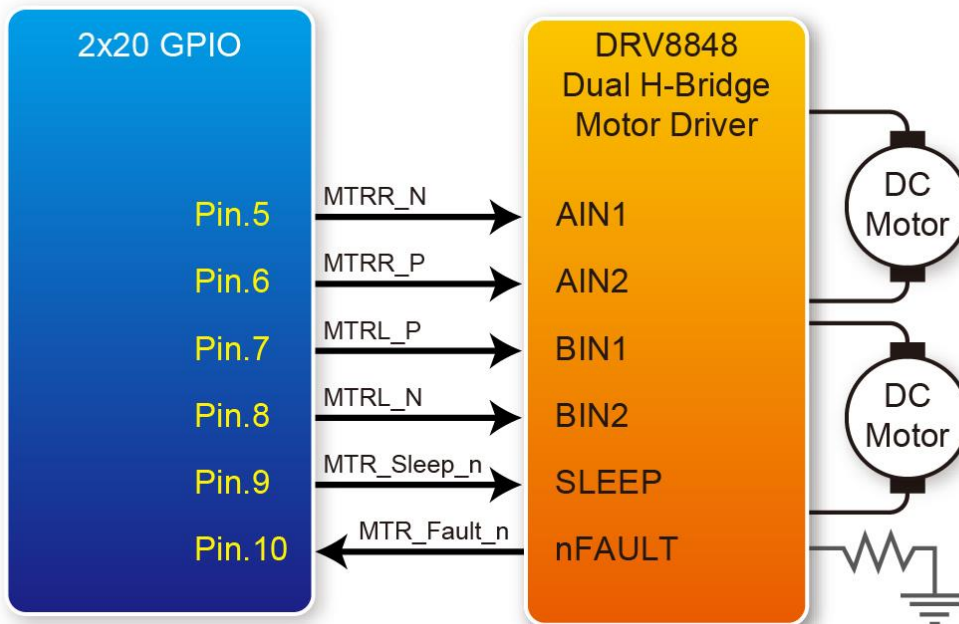 2x20 GPIO
DRV8848
Dual H-Bridge
Motor Driver
DC
Motor
Pin.5
MTRR_N
AIN1
Pin.6
MTRR_P
AIN2
Pin.7
MTRL_P
BIN1
DC
Motor
Pin.8
MTRL_N
BIN2
Pin.9
MTR_Sleep_n
SLEEP
Pin.10
MTR_Fault_n
nFAULT